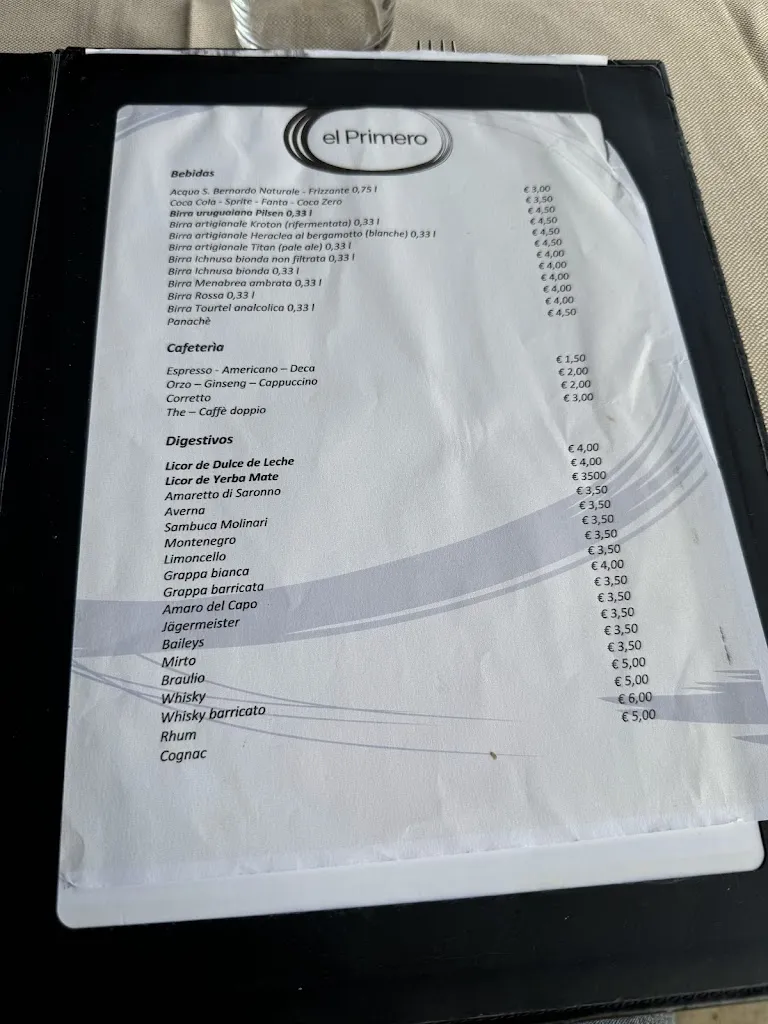 el Primero
Bebidas
Acqua S. Bernardo Naturale - Frizzante 0,75 l € 3,00
Coca Cola - Sprite - Fanta - Coca Zero € 3,50
Birra uruguaiana Pilsen 0,33 l € 4,50
Birra artigianale Kroton (rifermentata) 0,33 l € 4,50
Birra artigianale Heraclea al bergamotto (blanche) 0,33 l € 4,50
Birra artigianale Titan (pale ale) 0,33 l € 4,50
Birra Ichnusa bionda non filtrata 0,33 l € 4,00
Birra Ichnusa bionda 0,33 l € 4,00
Birra Menabrea ambrata 0,33 l € 4,00
Birra Rossa 0,33 l € 4,00
Birra Tourtel analcolica 0,33 l € 4,00
Panachè € 4,50
Cafeterìa
Espresso - Americano – Deca € 1,50
Orzo – Ginseng – Cappuccino € 2,00
Corretto € 2,00
The – Caffè doppio € 3,00
Digestivos
Licor de Dulce de Leche € 4,00
Licor de Yerba Mate € 4,00
Amaretto di Saronno € 3500
Averna € 3,50
Sambuca Molinari € 3,50
Montenegro € 3,50
Limoncello € 3,50
Grappa bianca € 3,50
Grappa barricata € 4,00
Amaro del Capo € 3,50
Jägermeister € 3,50
Baileys € 3,50
Mirto € 3,50
Braulio € 3,50
Whisky € 5,00
Whisky barricato € 5,00
Rhum € 6,00
Cognac € 5,00